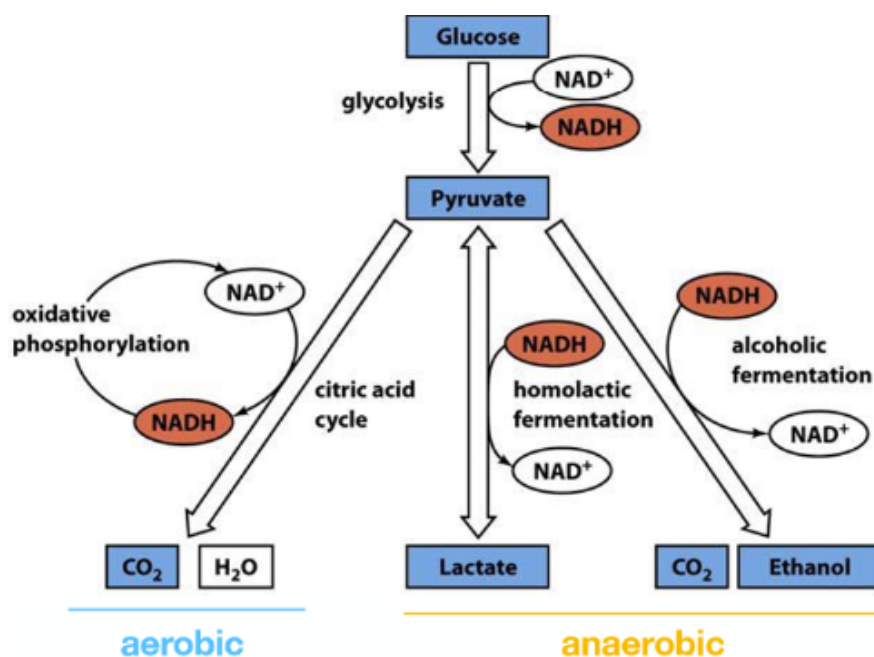 Glucose
NAD⁺
glycolysis
NADH
Pyruvate
NAD⁺
oxidative
phosphorylation
NADH
citric acid
cycle
NADH
homolactic
fermentation
NAD⁺
NADH
alcoholic
fermentation
NAD⁺
CO₂
H₂O
Lactate
CO₂
Ethanol
aerobic
anaerobic